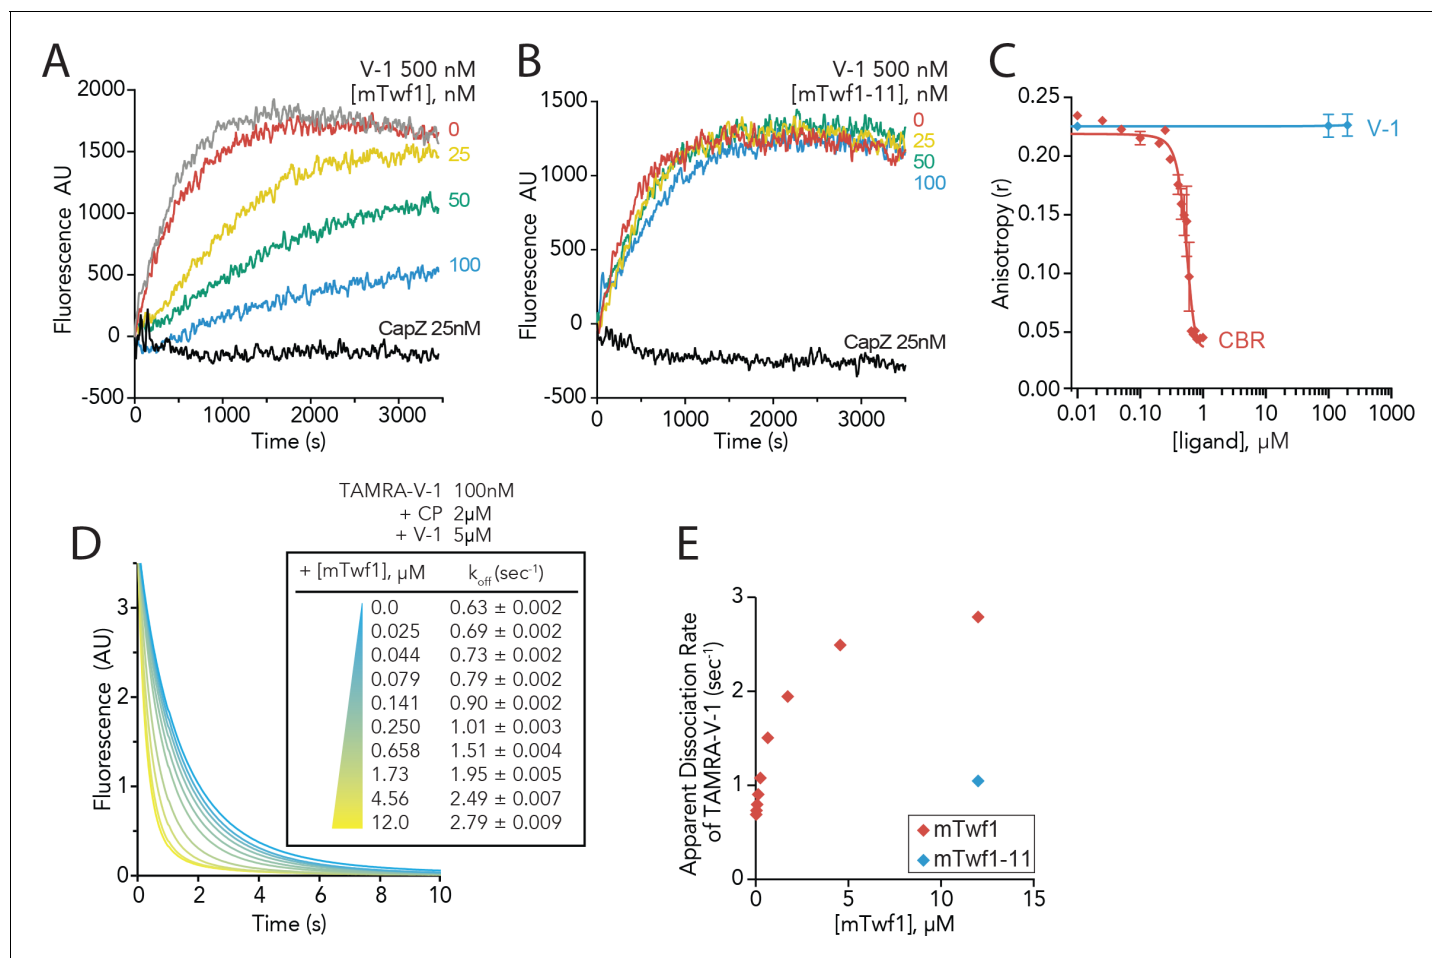 A
V-1 500 nM
[mTwf1], nM
2000
1500
1000
500
0
-500
0
25
50
100
CapZ 25nM
Fluorescence AU
0 1000 2000 3000
Time (s)
B
V-1 500 nM
[mTwf1-11], nM
1500
1000
500
0
-500
0
25
50
100
CapZ 25nM
Fluorescence AU
0 1000 2000 3000
Time (s)
C
0.25
0.20
0.15
0.10
0.05
0.00
V-1
CBR
Anisotropy (r)
0.01 0.10 1 10 100 1000
[ligand], µM
D
TAMRA-V-1 100nM
+ CP 2µM
+ V-1 5µM
+ [mTwf1], µM koff (sec-1)
0.0 0.63 ± 0.002
0.025 0.69 ± 0.002
0.044 0.73 ± 0.002
0.079 0.79 ± 0.002
0.141 0.90 ± 0.002
0.250 1.01 ± 0.003
0.658 1.51 ± 0.004
1.73 1.95 ± 0.005
4.56 2.49 ± 0.007
12.0 2.79 ± 0.009
3
2
1
0
Fluorescence (AU)
0 2 4 6 8 10
Time (s)
E
3
2
1
0
Apparent Dissociation Rate
of TAMRA-V-1 (sec-1)
mTwf1
mTwf1-11
0 5 10 15
[mTwf1], µM